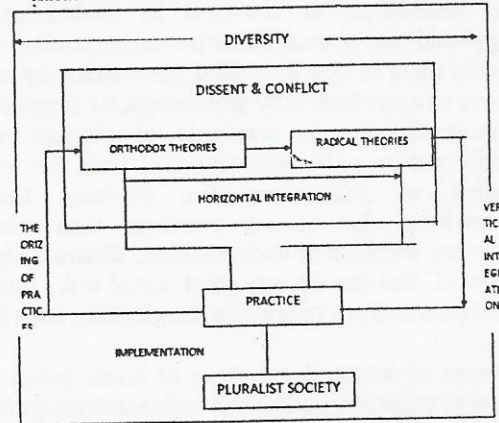 DIVERSITY
DISSENT & CONFLICT
ORTHODOX THEORIES
RADICAL THEORIES
HORIZONTAL INTEGRATION
THE
ORIZ
ING
OF
PRA
CTIC
ES
VER
TIC
AL
INT
EGR
ATI
ON
PRACTICE
IMPLEMENTATION
PLURALIST SOCIETY